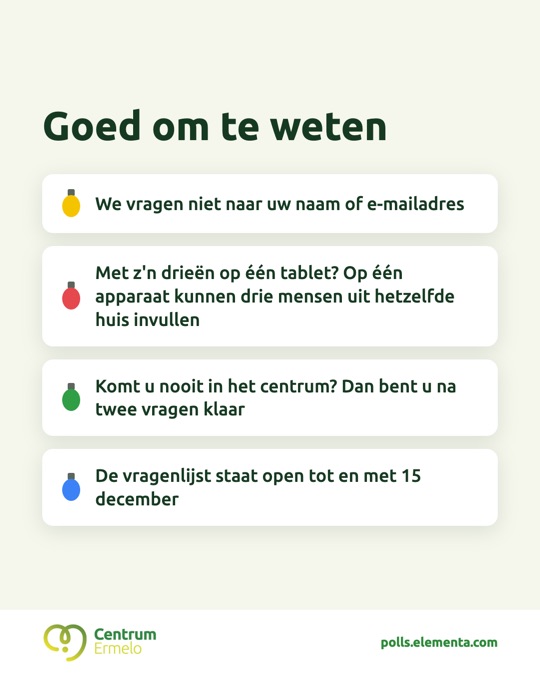 Goed om te weten
We vragen niet naar uw naam of e-mailadres
Met z'n drieën op één tablet? Op één
apparaat kunnen drie mensen uit hetzelfde
huis invullen
Komt u nooit in het centrum? Dan bent u na
twee vragen klaar
De vragenlijst staat open tot en met 15
december
Centrum
Ermelo
polls.elementa.com